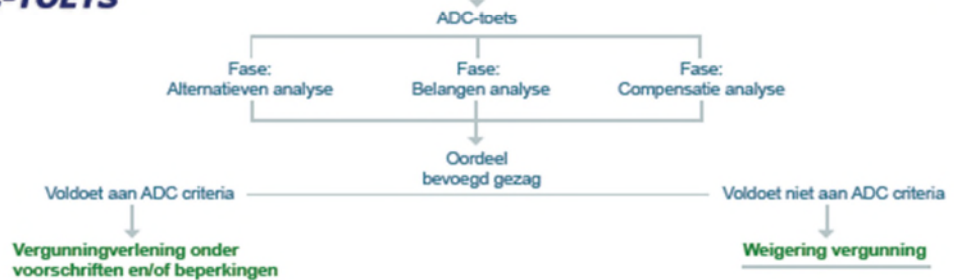 -TOETS
ADC-toets
Fase:
Alternatieven analyse
Fase:
Belangen analyse
Fase:
Compensatie analyse
Oordeel
bevoegd gezag
Voldoet aan ADC criteria
Voldoet niet aan ADC criteria
Vergunningverlening onder
voorschriften en/of beperkingen
Weigering vergunning